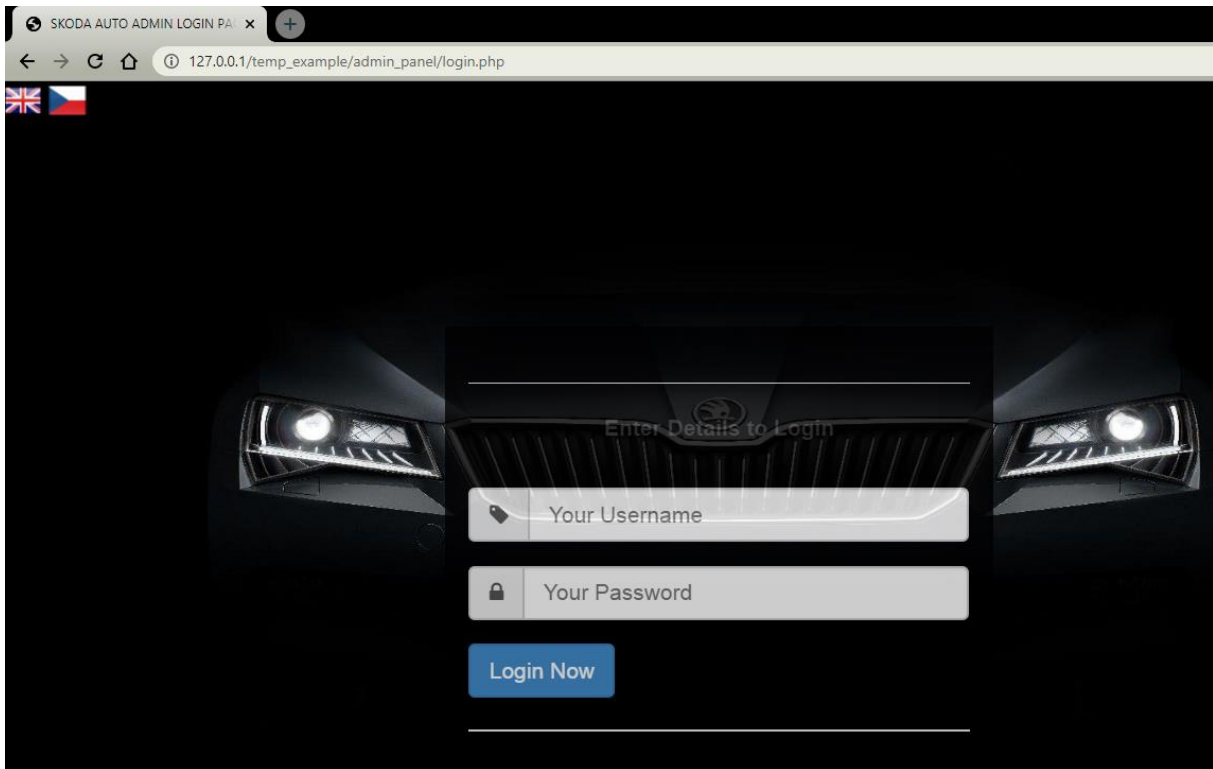 SKODA AUTO ADMIN LOGIN PA
127.0.0.1/temp_example/admin_panel/login.php
Enter Details to Login
Your Username
Your Password
Login Now